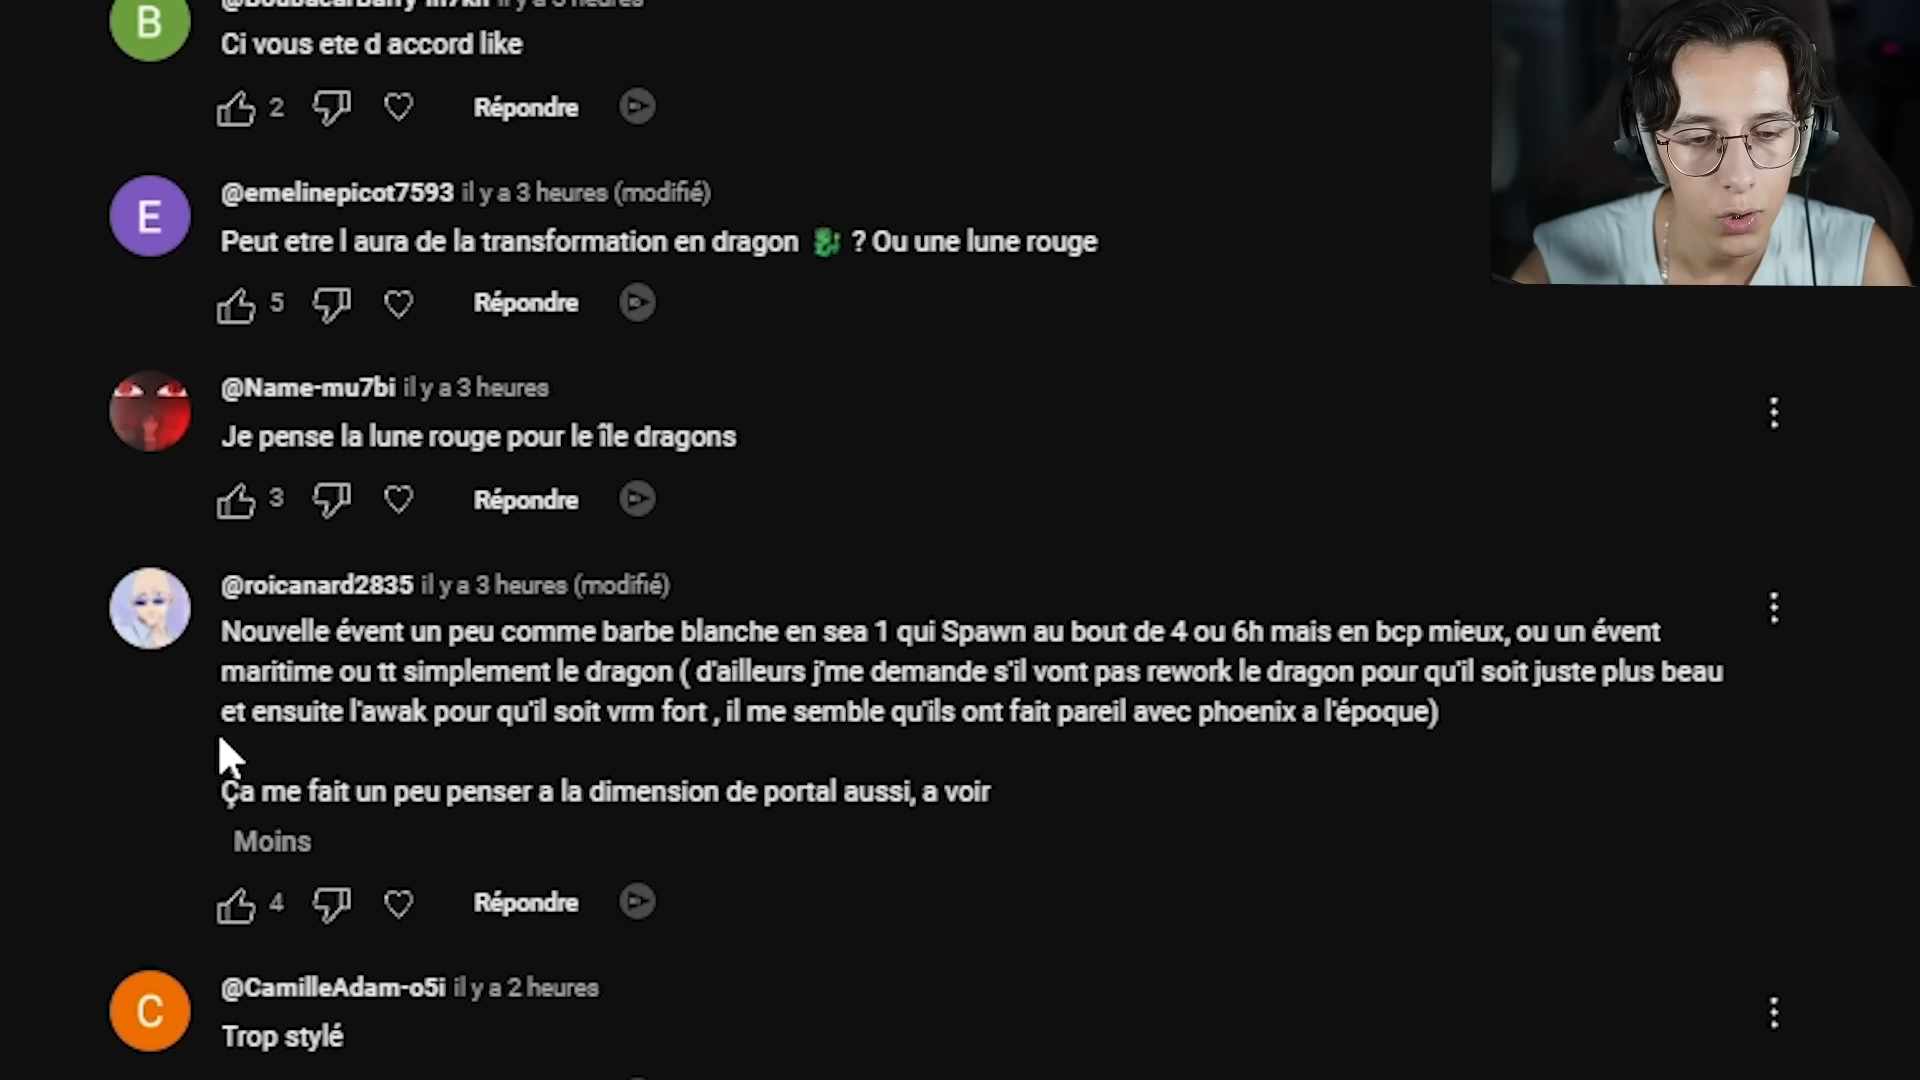 B
il y a 3 heures
Ci vous ete d accord like
2 Répondre
E
@emelinepicot7593 il y a 3 heures (modifié)
Peut etre l aura de la transformation en dragon 🐉 ? Ou une lune rouge
5 Répondre
@Name-mu7bi il y a 3 heures
Je pense la lune rouge pour le île dragons
3 Répondre
@roicanard2835 il y a 3 heures (modifié)
Nouvelle évent un peu comme barbe blanche en sea 1 qui Spawn au bout de 4 ou 6h mais en bcp mieux, ou un évent
maritime ou tt simplement le dragon ( d'ailleurs j'me demande s'il vont pas rework le dragon pour qu'il soit juste plus beau
et ensuite l'awak pour qu'il soit vrm fort , il me semble qu'ils ont fait pareil avec phoenix a l'époque)
Ça me fait un peu penser a la dimension de portal aussi, a voir
Moins
4 Répondre
C
@CamilleAdam-o5i il y a 2 heures
Trop stylé